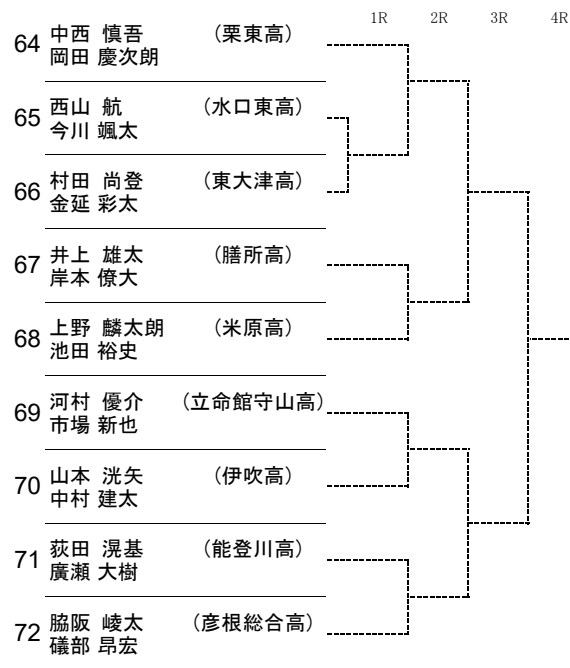 1R 2R 3R 4R
64 中西 慎吾 (栗東高)
岡田 慶次朗
65 西山 航 (水口東高)
今川 颯太
66 村田 尚登 (東大津高)
金延 彩太
67 井上 雄太 (膳所高)
岸本 僚大
68 上野 麟太朗 (米原高)
池田 裕史
69 河村 優介 (立命館守山高)
市場 新也
70 山本 洸矢 (伊吹高)
中村 建太
71 荻田 滉基 (能登川高)
廣瀬 大樹
72 脇阪 崚太 (彦根総合高)
礒部 昂宏